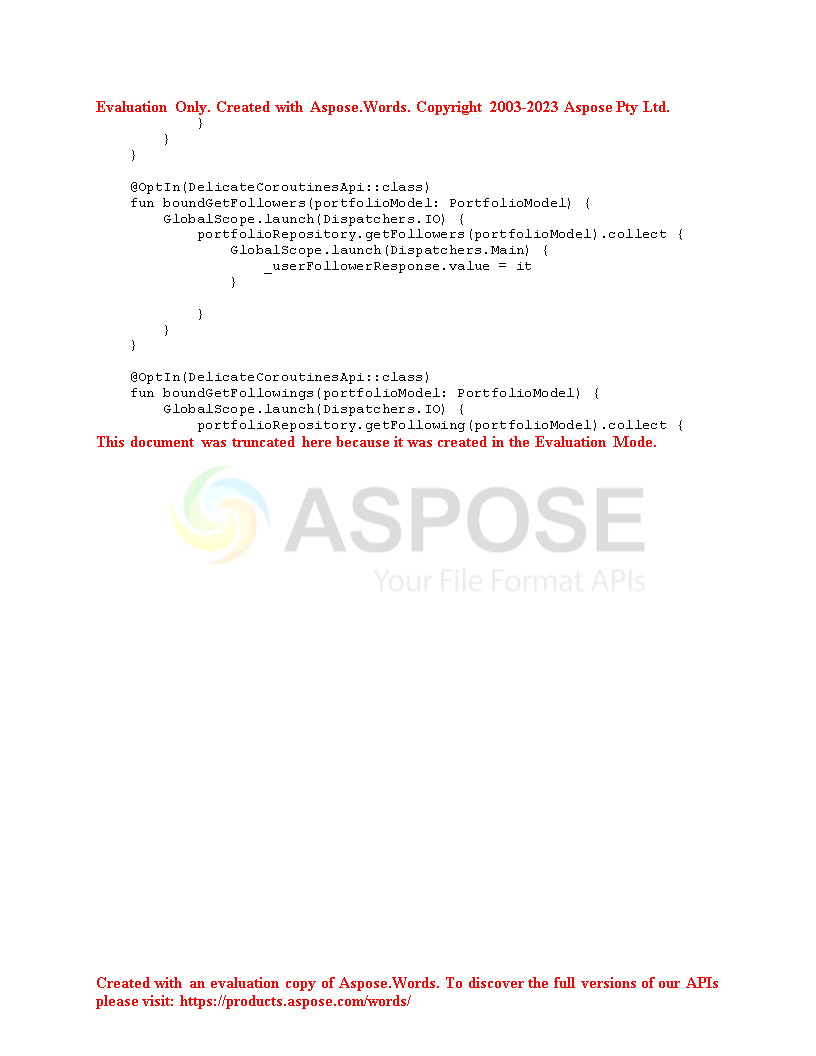 Evaluation Only. Created with Aspose.Words. Copyright 2003-2023 Aspose Pty Ltd.
            }
        }
    }

    @OptIn(DelicateCoroutinesApi::class)
    fun boundGetFollowers(portfolioModel: PortfolioModel) {
        GlobalScope.launch(Dispatchers.IO) {
            portfolioRepository.getFollowers(portfolioModel).collect {
                GlobalScope.launch(Dispatchers.Main) {
                    _userFollowerResponse.value = it
                }

            }
        }
    }

    @OptIn(DelicateCoroutinesApi::class)
    fun boundGetFollowings(portfolioModel: PortfolioModel) {
        GlobalScope.launch(Dispatchers.IO) {
            portfolioRepository.getFollowing(portfolioModel).collect {
This document was truncated here because it was created in the Evaluation Mode.
ASPOSE
Your File Format APIs
Created with an evaluation copy of Aspose.Words. To discover the full versions of our APIs
please visit: https://products.aspose.com/words/